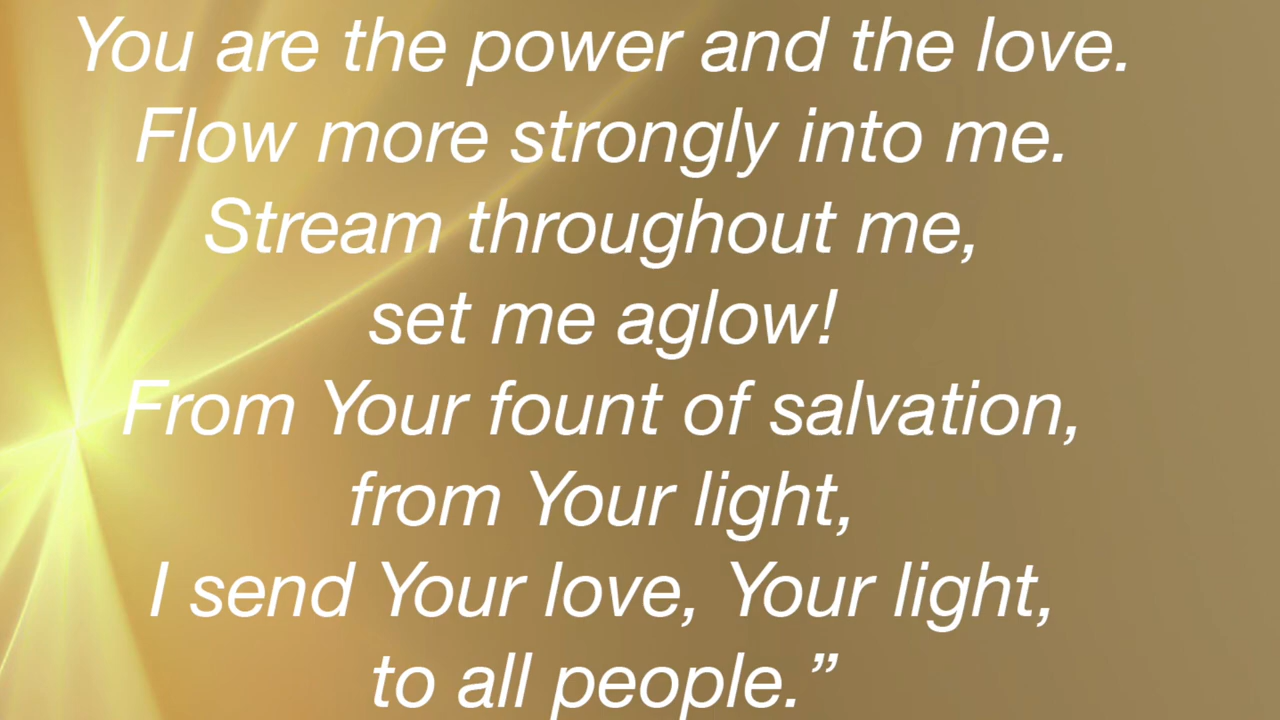 You are the power and the love.
Flow more strongly into me.
Stream throughout me,
set me aglow!
From Your fount of salvation,
from Your light,
I send Your love, Your light,
to all people.”